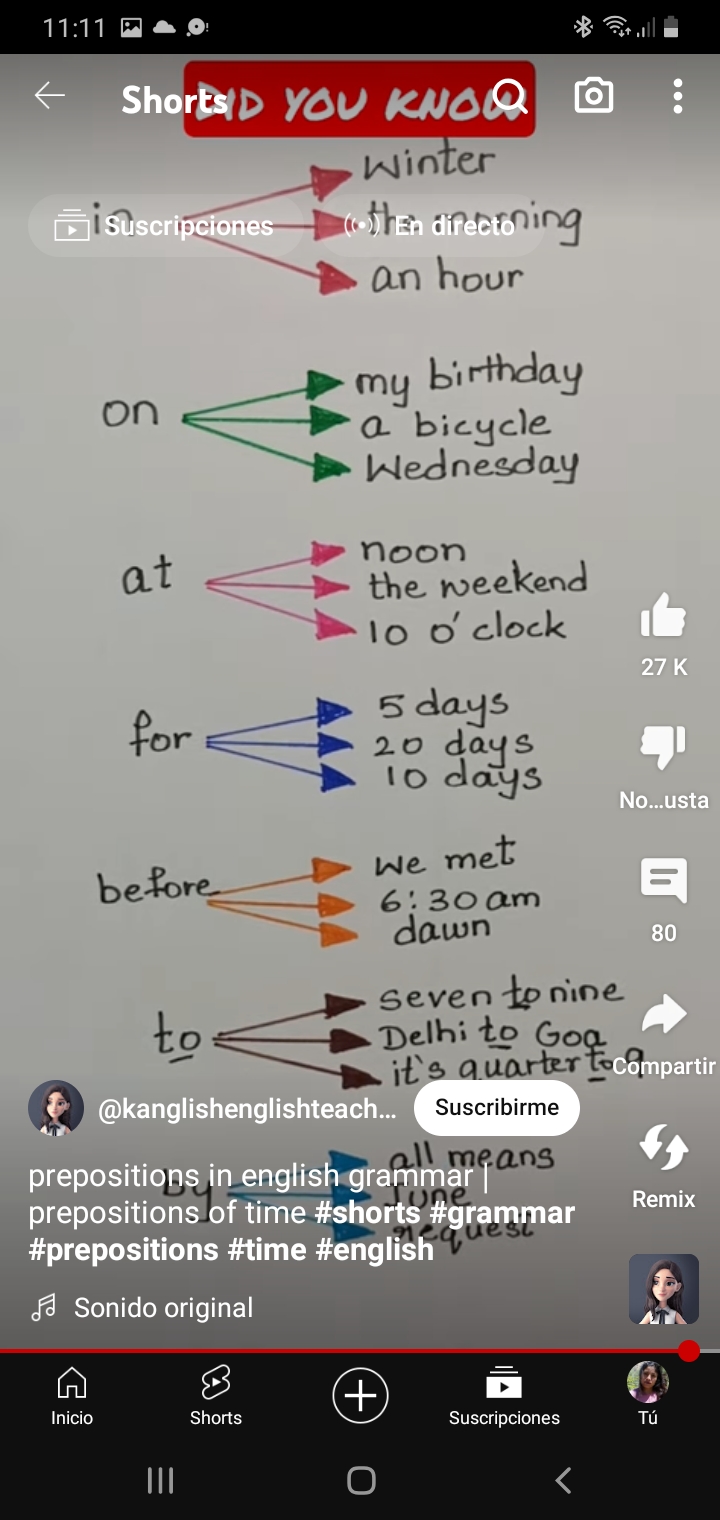 11:11
Shorts
DID YOU KNOW
Winter
in
the morning
Suscripciones
En directo
an hour
on
my birthday
a bicycle
Wednesday
at
noon
the weekend
10 o'clock
27 K
for
5 days
20 days
10 days
No...usta
before
we met
6:30 am
dawn
80
to
seven to nine
Delhi to Goa
it's quarter to 9
Compartir
@kanglishenglishteach...
Suscribirme
by
all means
June
request
prepositions in english grammar |
prepositions of time #shorts #grammar
#prepositions #time #english
Remix
Sonido original
Inicio
Shorts
Suscripciones
Tú